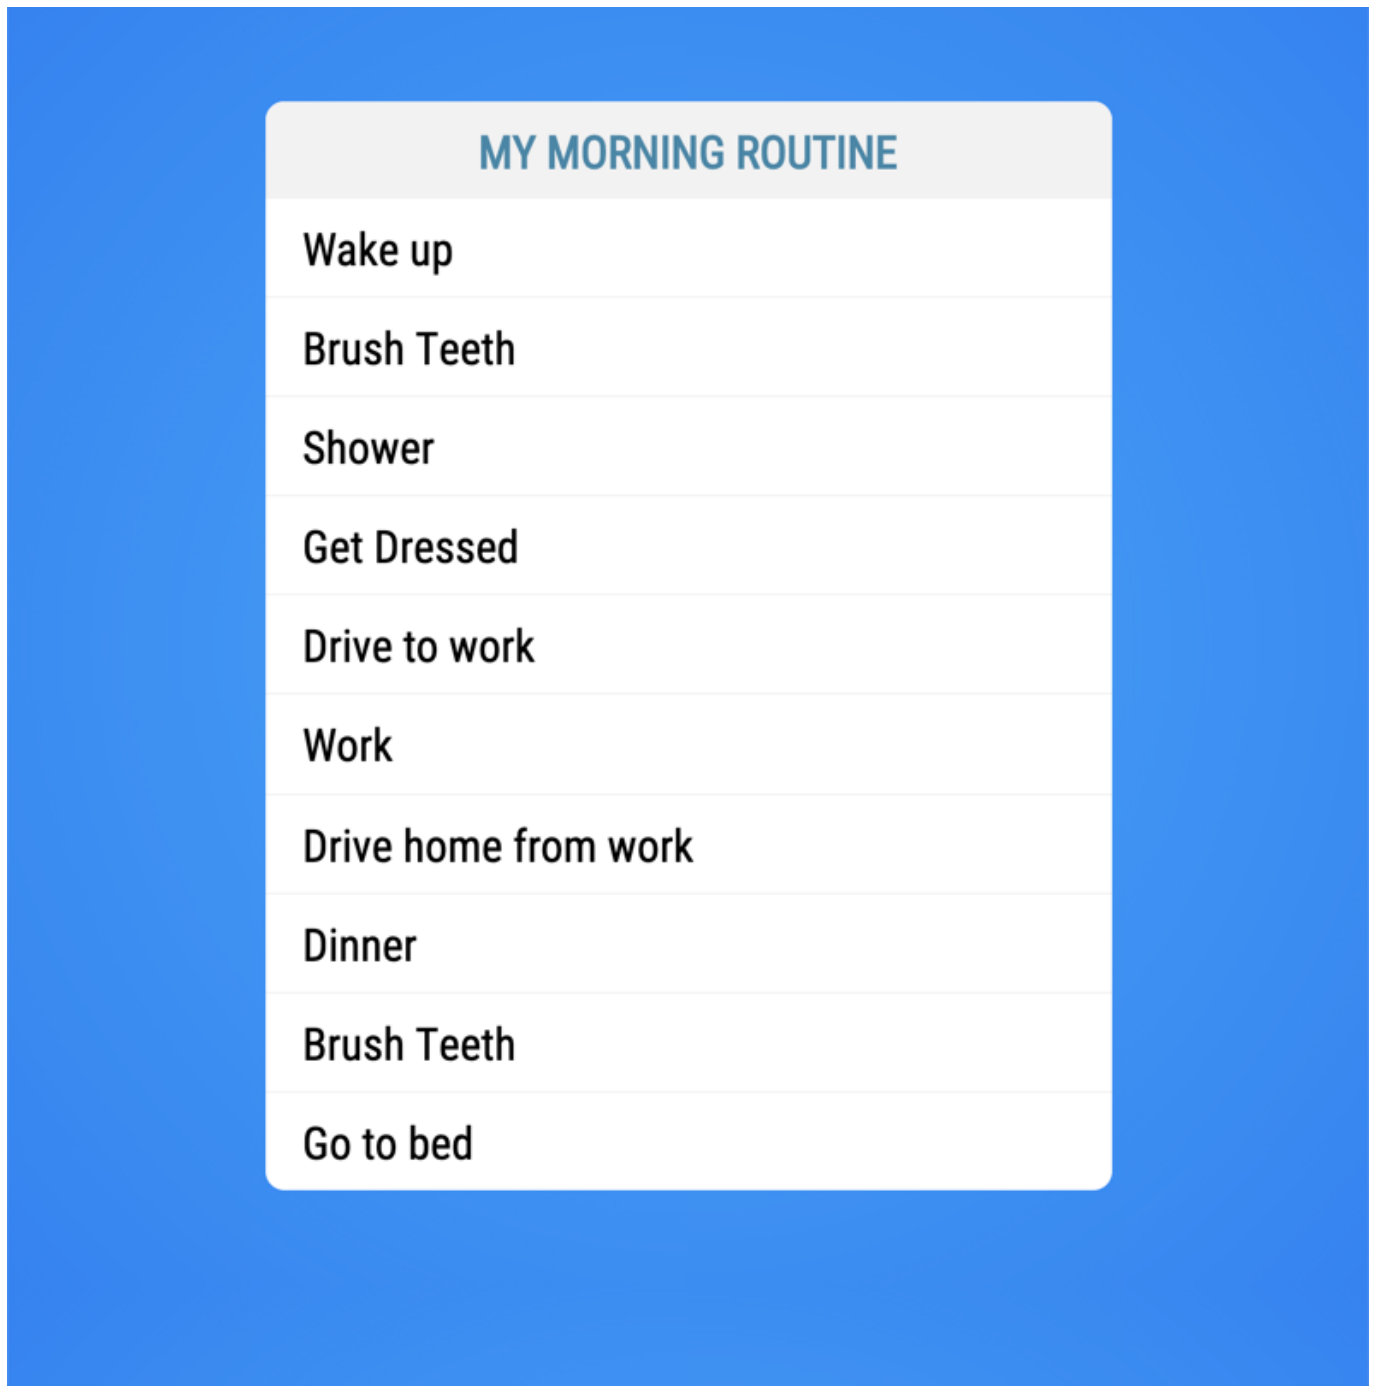 MY MORNING ROUTINE
Wake up
Brush Teeth
Shower
Get Dressed
Drive to work
Work
Drive home from work
Dinner
Brush Teeth
Go to bed